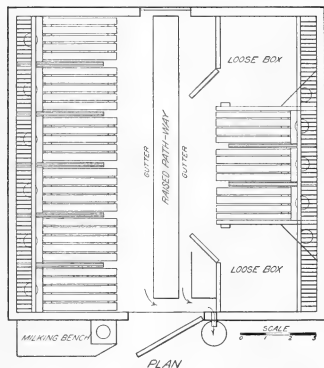 LOOSE BOX
GUTTER
RAISED PATH-WAY
GUTTER
LOOSE BOX
MILKING BENCH
SCALE
0 1 2 3
PLAN